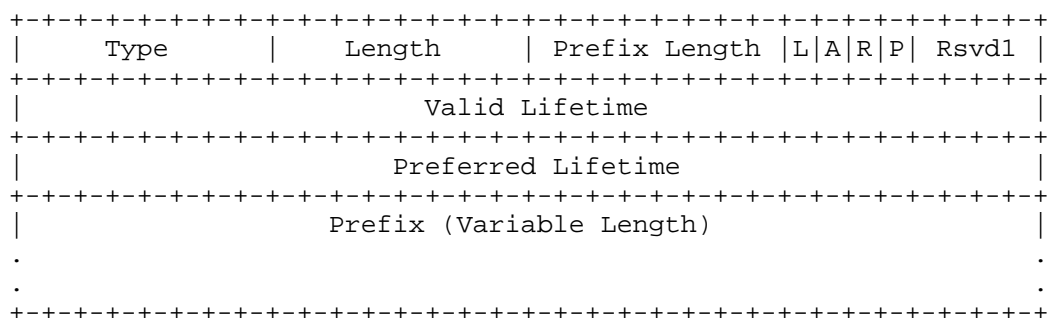 +-+-+-+-+-+-+-+-+-+-+-+-+-+-+-+-+-+-+-+-+-+-+-+-+-+-+-+-+-+-+-+-+
|     Type      |    Length     | Prefix Length |L|A|R|P| Rsvd1 |
+-+-+-+-+-+-+-+-+-+-+-+-+-+-+-+-+-+-+-+-+-+-+-+-+-+-+-+-+-+-+-+-+
|                         Valid Lifetime                        |
+-+-+-+-+-+-+-+-+-+-+-+-+-+-+-+-+-+-+-+-+-+-+-+-+-+-+-+-+-+-+-+-+
|                       Preferred Lifetime                      |
+-+-+-+-+-+-+-+-+-+-+-+-+-+-+-+-+-+-+-+-+-+-+-+-+-+-+-+-+-+-+-+-+
|                   Prefix (Variable Length)                    |
.                                                               .
.                                                               .
+-+-+-+-+-+-+-+-+-+-+-+-+-+-+-+-+-+-+-+-+-+-+-+-+-+-+-+-+-+-+-+-+